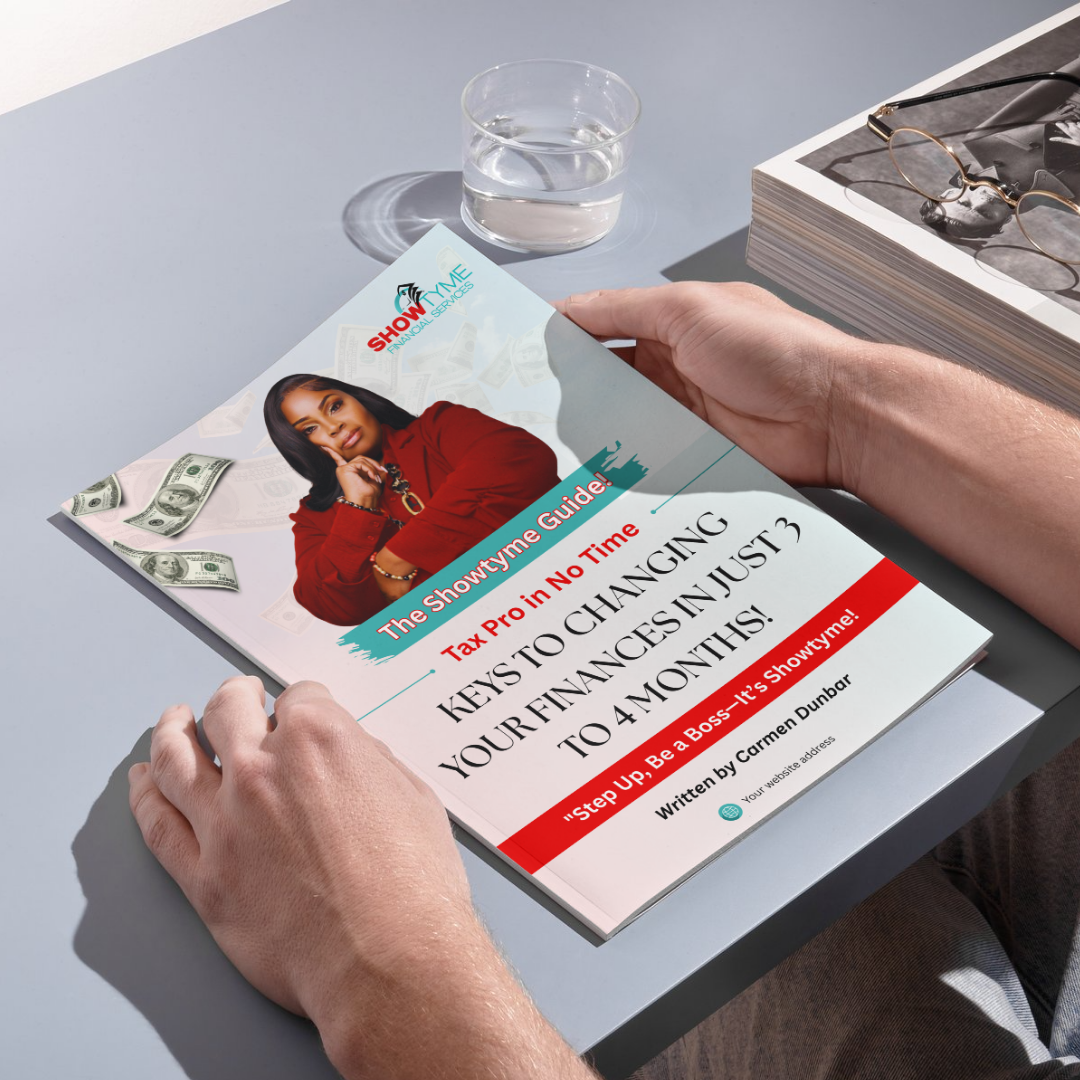 SHOWTYME
FINANCIAL SERVICES
The Showtyme Guide!
Tax Pro in No Time
KEYS TO CHANGING
YOUR FINANCES IN JUST 3
TO 4 MONTHS!
"Step Up, Be a Boss—It's Showtyme!
Written by Carmen Dunbar
Your website address